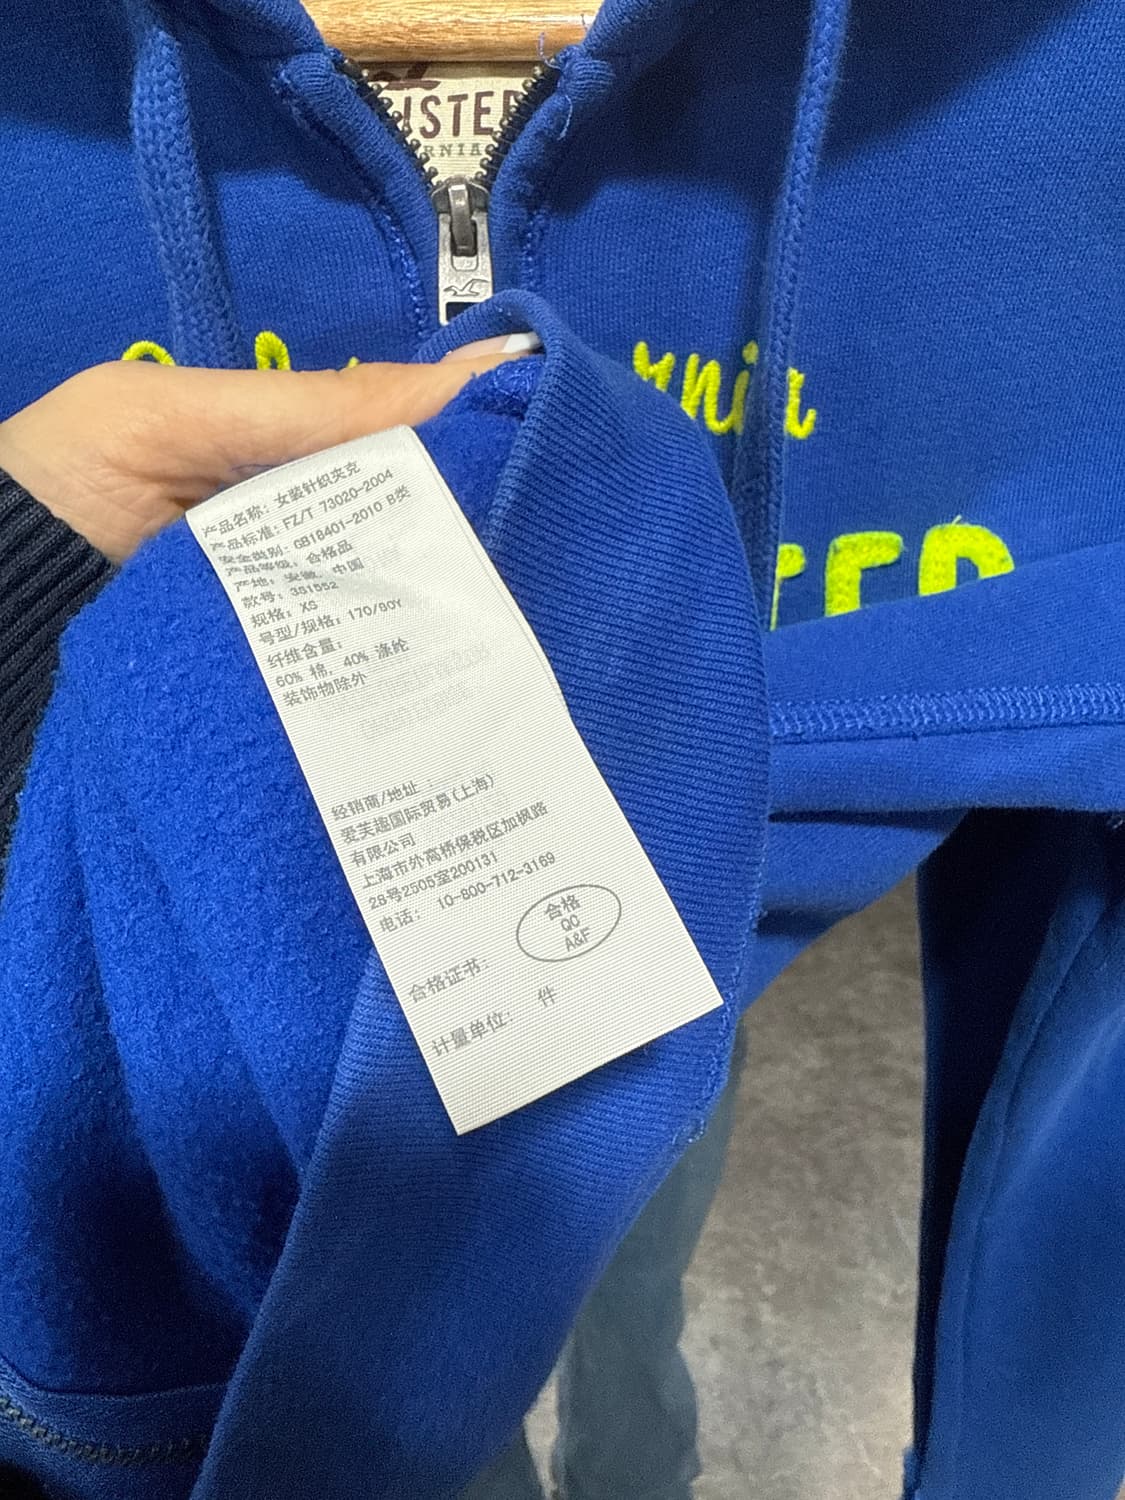 ISTE
RNIA
rnia
TER
产品名称: 女装针织夹克
产品标准: FZ/T 73020-2004
安全类别: GB18401-2010 B类
产品等级: 合格品
产地: 安徽, 中国
款号: 3S1552
规格: XS
号型/规格: 170/80Y
纤维含量:
60% 棉, 40% 涤纶
装饰物除外
经销商/地址 :
爱芙趣国际贸易(上海)
有限公司
上海市外高桥保税区加枫路
28号2505室200131
电话: 10-800-712-3169
合格
QC
A&F
合格证书:
计量单位: 件